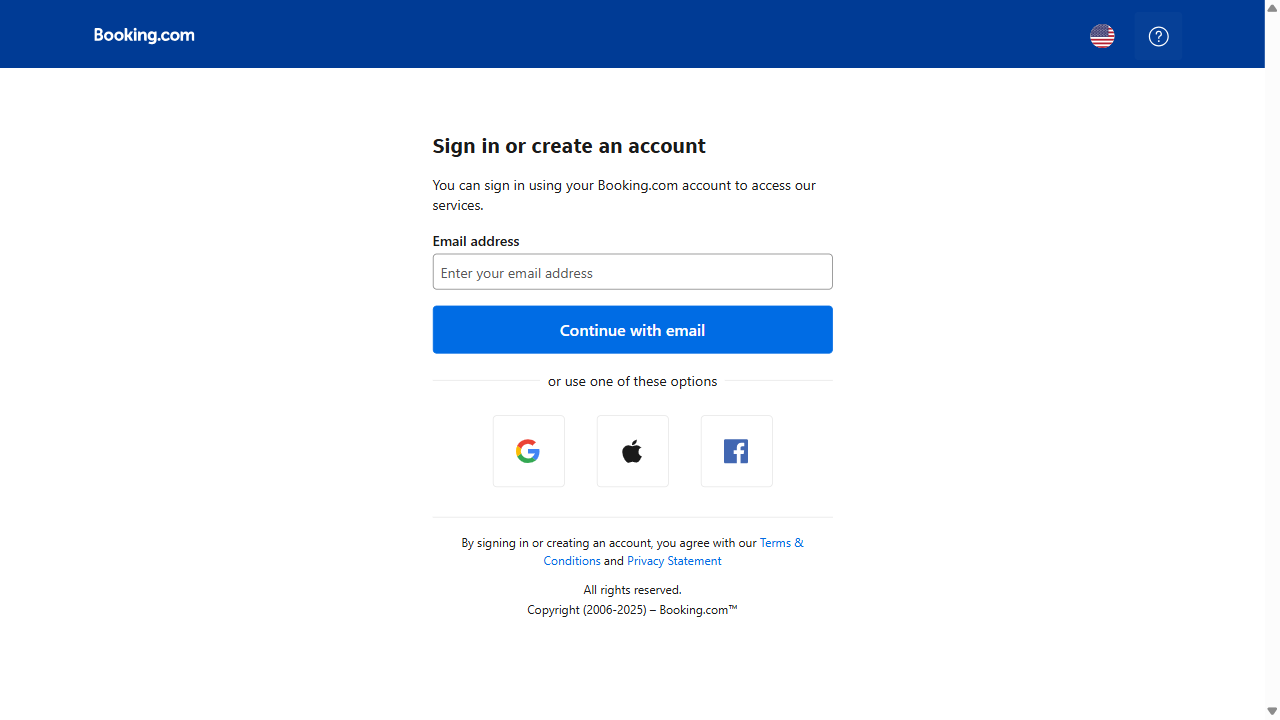 Booking.com
Sign in or create an account
You can sign in using your Booking.com account to access our
services.
Email address
Enter your email address
Continue with email
or use one of these options
By signing in or creating an account, you agree with our Terms &
Conditions and Privacy Statement
All rights reserved.
Copyright (2006-2025) – Booking.com™